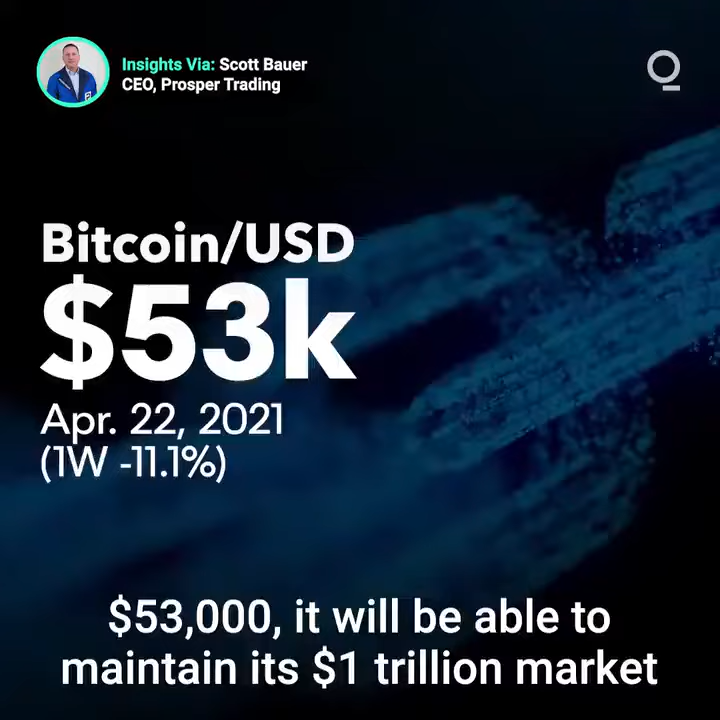 Insights Via: Scott Bauer
CEO, Prosper Trading
Bitcoin/USD
$53k
Apr. 22, 2021
(1W -11.1%)
$53,000, it will be able to
maintain its $1 trillion market